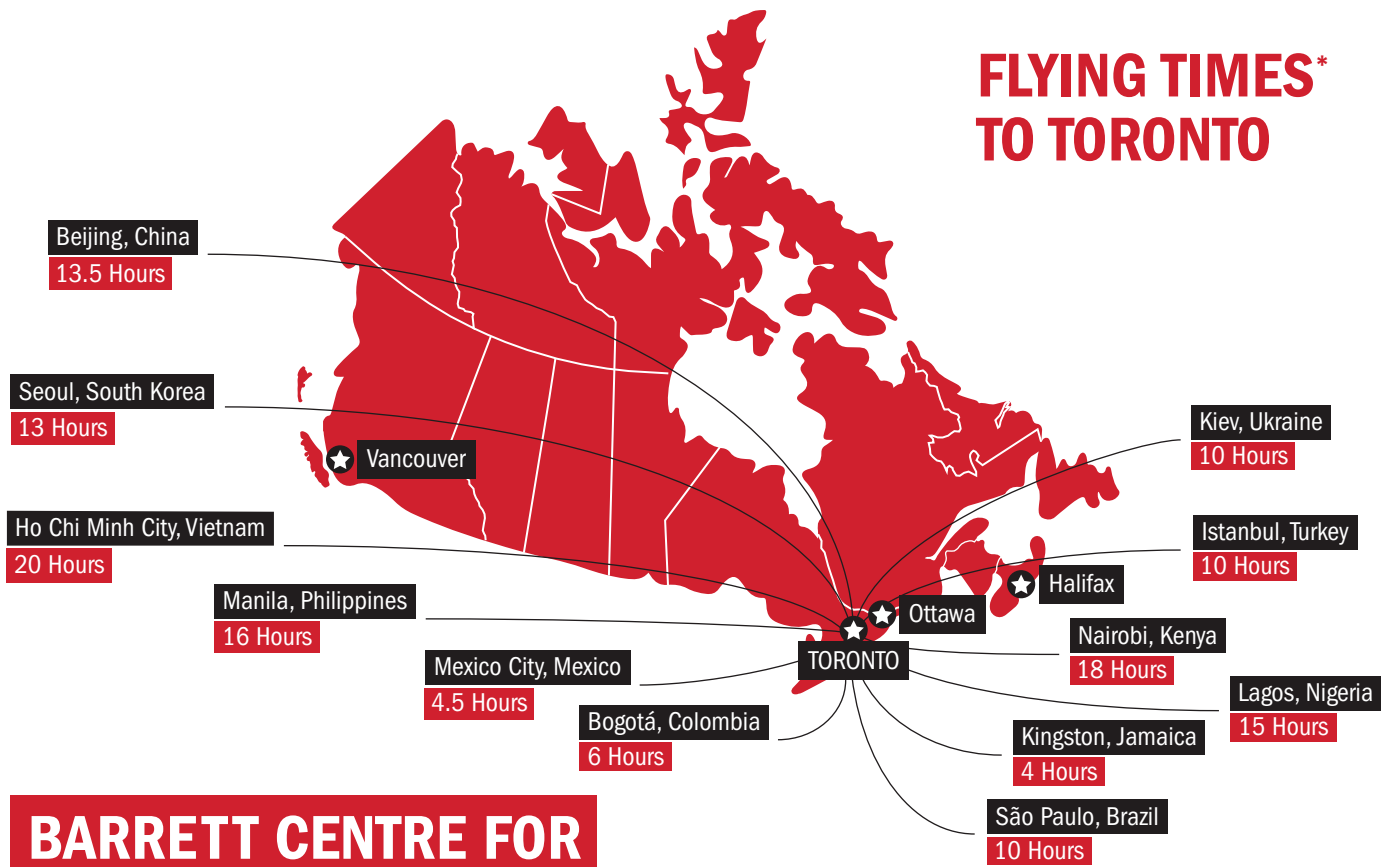 FLYING TIMES*
TO TORONTO
Beijing, China
13.5 Hours
Seoul, South Korea
13 Hours
Vancouver
Ho Chi Minh City, Vietnam
20 Hours
Manila, Philippines
16 Hours
Mexico City, Mexico
4.5 Hours
Bogotá, Colombia
6 Hours
TORONTO
Ottawa
Halifax
Kiev, Ukraine
10 Hours
Istanbul, Turkey
10 Hours
Nairobi, Kenya
18 Hours
Lagos, Nigeria
15 Hours
Kingston, Jamaica
4 Hours
São Paulo, Brazil
10 Hours
BARRETT CENTRE FOR